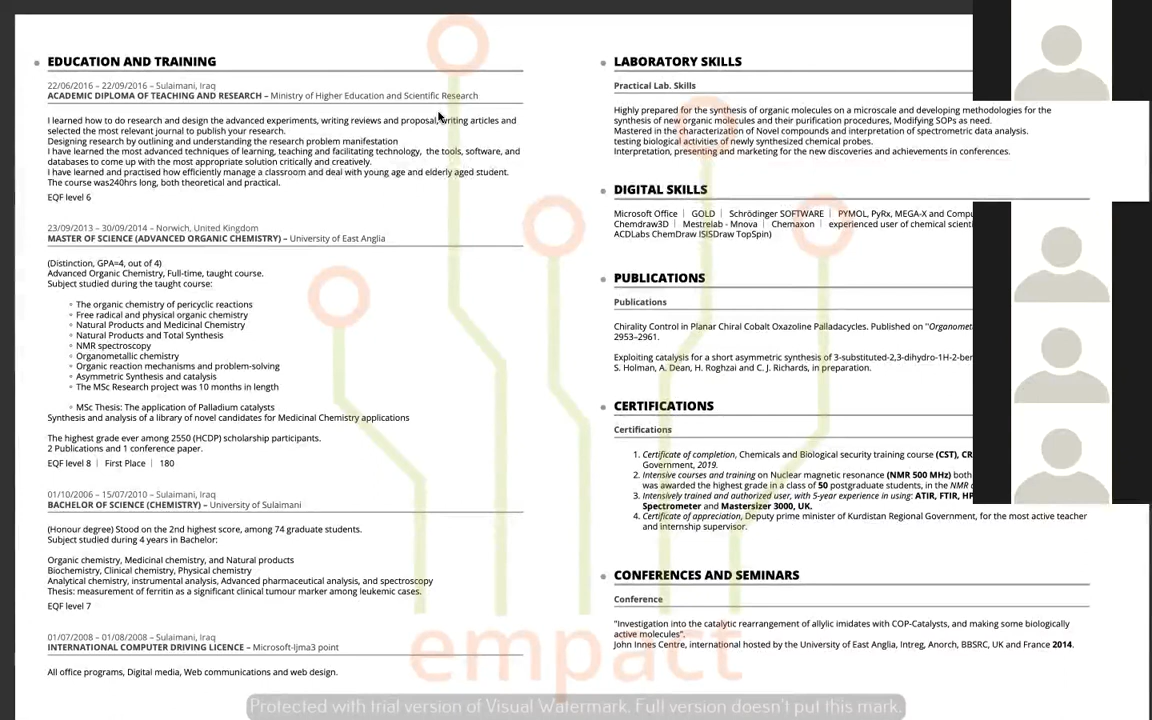 EDUCATION AND TRAINING
22/06/2016 – 22/09/2016 – Sulaimani, Iraq
ACADEMIC DIPLOMA OF TEACHING AND RESEARCH – Ministry of Higher Education and Scientific Research
I learned how to do research and design the advanced experiments, writing reviews and proposal, writing articles and
selected the most relevant journal to publish your research.
Designing research by outlining and understanding the research problem manifestation
I have learned the most advanced techniques of learning, teaching and facilitating technology, the tools, software, and
databases to come up with the most appropriate solution critically and creatively.
I have learned and practised how efficiently manage a classroom and deal with young age and elderly aged student.
The course was240hrs long, both theoretical and practical.
EQF level 6
23/09/2013 – 30/09/2014 – Norwich, United Kingdom
MASTER OF SCIENCE (ADVANCED ORGANIC CHEMISTRY) – University of East Anglia
(Distinction, GPA=4, out of 4)
Advanced Organic Chemistry, Full-time, taught course.
Subject studied during the taught course:
◦ The organic chemistry of pericyclic reactions
◦ Free radical and physical organic chemistry
◦ Natural Products and Medicinal Chemistry
◦ Natural Products and Total Synthesis
◦ NMR spectroscopy
◦ Organometallic chemistry
◦ Organic reaction mechanisms and problem-solving
◦ Asymmetric Synthesis and catalysis
◦ The MSc Research project was 10 months in length
◦ MSc Thesis: The application of Palladium catalysts
Synthesis and analysis of a library of novel candidates for Medicinal Chemistry applications
The highest grade ever among 2550 (HCDP) scholarship participants.
2 Publications and 1 conference paper.
EQF level 8 | First Place | 180
01/10/2006 – 15/07/2010 – Sulaimani, Iraq
BACHELOR OF SCIENCE (CHEMISTRY) – University of Sulaimani
(Honour degree) Stood on the 2nd highest score, among 74 graduate students.
Subject studied during 4 years in Bachelor:
Organic chemistry, Medicinal chemistry, and Natural products
Biochemistry, Clinical chemistry, Physical chemistry
Analytical chemistry, instrumental analysis, Advanced pharmaceutical analysis, and spectroscopy
Thesis: measurement of ferritin as a significant clinical tumour marker among leukemic cases.
EQF level 7
01/07/2008 – 01/08/2008 – Sulaimani, Iraq
INTERNATIONAL COMPUTER DRIVING LICENCE – Microsoft-Ijma3 point
All office programs, Digital media, Web communications and web design.
LABORATORY SKILLS
Practical Lab. Skills
Highly prepared for the synthesis of organic molecules on a microscale and developing methodologies for the
synthesis of new organic molecules and their purification procedures, Modifying SOPs as need.
Mastered in the characterization of Novel compounds and interpretation of spectrometric data analysis.
testing biological activities of newly synthesized chemical probes.
Interpretation, presenting and marketing for the new discoveries and achievements in conferences.
DIGITAL SKILLS
Microsoft Office | GOLD | Schrödinger SOFTWARE | PYMOL, PyRx, MEGA-X and Compu
Chemdraw3D | Mestrelab - Mnova | Chemaxon | experienced user of chemical scienti
ACDLabs ChemDraw ISISDraw TopSpin)
PUBLICATIONS
Publications
Chirality Control in Planar Chiral Cobalt Oxazoline Palladacycles. Published on "Organomet
2953–2961.
Exploiting catalysis for a short asymmetric synthesis of 3-substituted-2,3-dihydro-1H-2-ben
S. Holman, A. Dean, H. Roghzai and C. J. Richards, in preparation.
CERTIFICATIONS
Certifications
1. Certificate of completion, Chemicals and Biological security training course (CST), CR
Government, 2019.
2. Intensive courses and training on Nuclear magnetic resonance (NMR 500 MHz) both
was awarded the highest grade in a class of 50 postgraduate students, in the NMR
3. Intensively trained and authorized user, with 5-year experience in using: ATIR, FTIR, HP
Spectrometer and Mastersizer 3000, UK.
4. Certificate of appreciation, Deputy prime minister of Kurdistan Regional Government, for the most active teacher
and internship supervisor.
CONFERENCES AND SEMINARS
Conference
"Investigation into the catalytic rearrangement of allylic imidates with COP-Catalysts, and making some biologically
active molecules".
John Innes Centre, international hosted by the University of East Anglia, Intreg, Anorch, BBSRC, UK and France 2014.
empact
Protected with trial version of Visual Watermark. Full version doesn't put this mark.